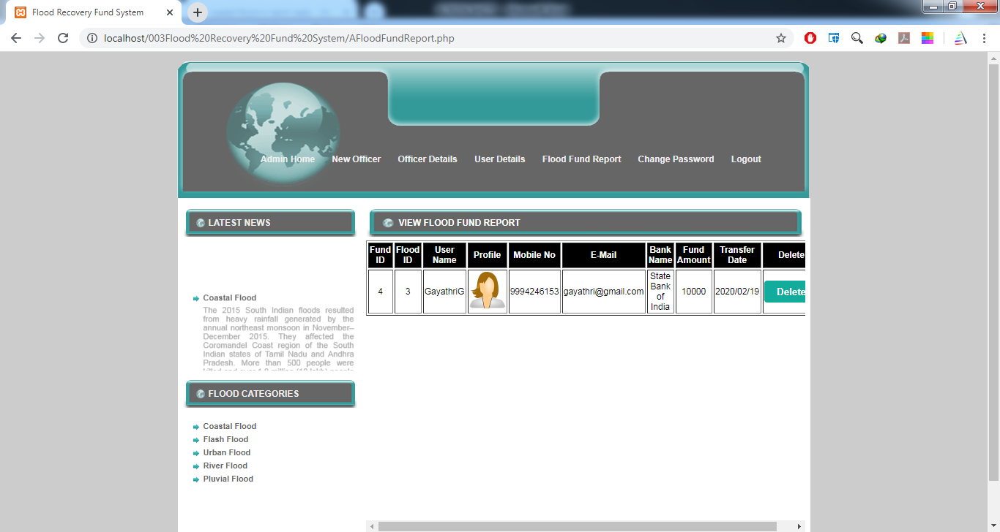 Flood Recovery Fund System
localhost/003Flood%20Recovery%20Fund%20System/AFloodFundReport.php
Admin Home New Officer Officer Details User Details Flood Fund Report Change Password Logout
LATEST NEWS
Coastal Flood
The 2015 South Indian floods resulted
from heavy rainfall generated by the
annual northeast monsoon in November–
December 2015. They affected the
Coromandel Coast region of the South
Indian states of Tamil Nadu and Andhra
Pradesh. More than 500 people were
FLOOD CATEGORIES
Coastal Flood
Flash Flood
Urban Flood
River Flood
Pluvial Flood
VIEW FLOOD FUND REPORT
Fund ID Flood ID User Name Profile Mobile No E-Mail Bank Name Fund Amount Transfer Date Delete
4 3 GayathriG 9994246153 gayathri@gmail.com State Bank of India 10000 2020/02/19 Delete